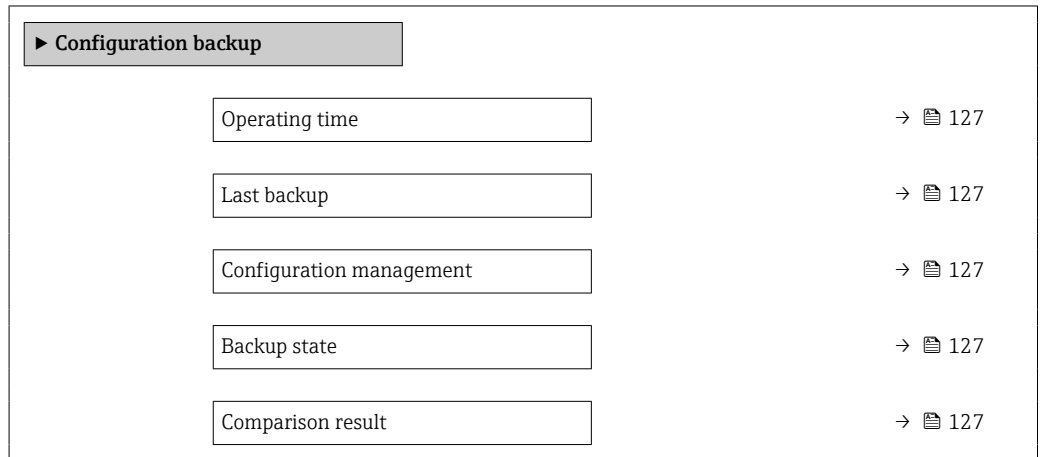 ► Configuration backup
Operating time → 127
Last backup → 127
Configuration management → 127
Backup state → 127
Comparison result → 127